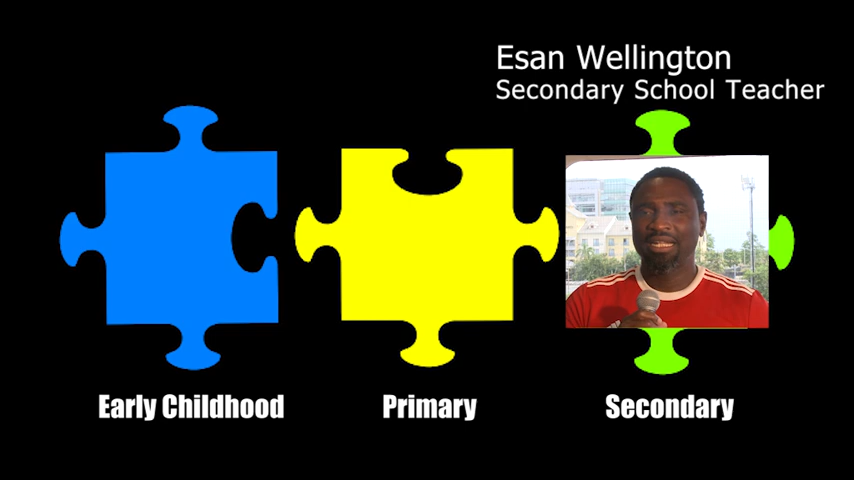 Esan Wellington
Secondary School Teacher
Early Childhood
Primary
Secondary